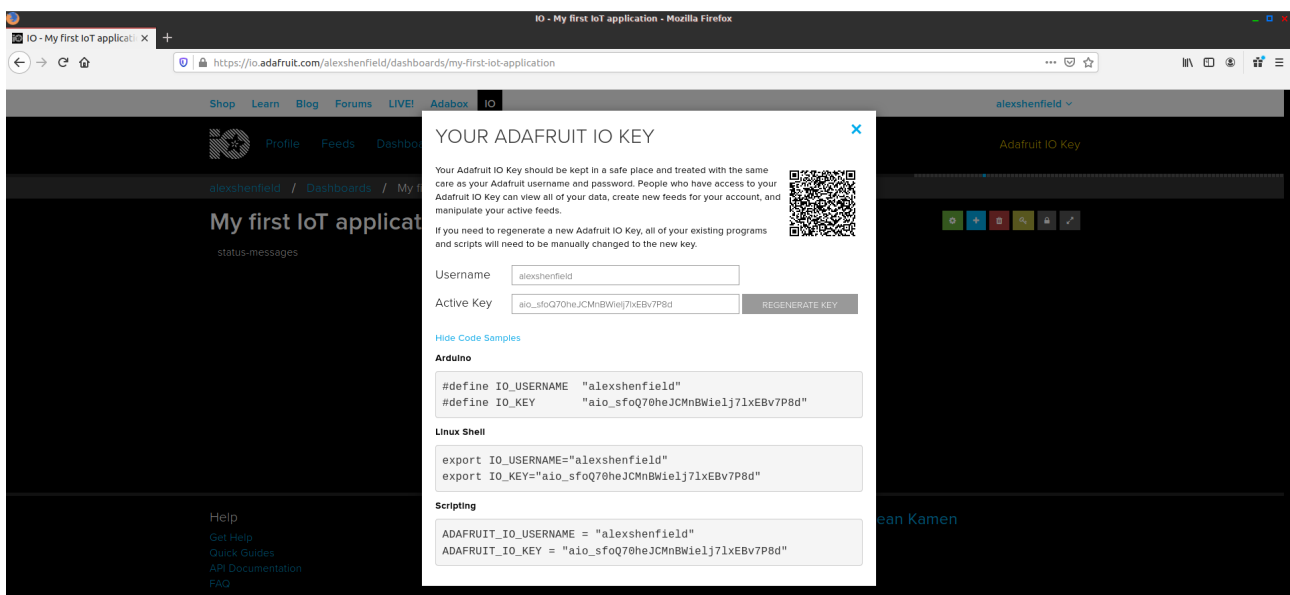 IO - My first IoT application - Mozilla Firefox
IO - My first IoT applicati
https://io.adafruit.com/alexshenfield/dashboards/my-first-iot-application
Shop Learn Blog Forums LIVE! Adabox IO alexshenfield
Profile Feeds Dashboa Adafruit IO Key
alexshenfield / Dashboards / My fi
My first IoT applicat
status-messages
YOUR ADAFRUIT IO KEY
Your Adafruit IO Key should be kept in a safe place and treated with the same
care as your Adafruit username and password. People who have access to your
Adafruit IO Key can view all of your data, create new feeds for your account, and
manipulate your active feeds.
If you need to regenerate a new Adafruit IO Key, all of your existing programs
and scripts will need to be manually changed to the new key.
Username alexshenfield
Active Key aio_sfoQ70heJCMnBWielj7lxEBv7P8d REGENERATE KEY
Hide Code Samples
Arduino
#define IO_USERNAME "alexshenfield"
#define IO_KEY "aio_sfoQ70heJCMnBWielj7lxEBv7P8d"
Linux Shell
export IO_USERNAME="alexshenfield"
export IO_KEY="aio_sfoQ70heJCMnBWielj7lxEBv7P8d"
Scripting
ADAFRUIT_IO_USERNAME = "alexshenfield"
ADAFRUIT_IO_KEY = "aio_sfoQ70heJCMnBWielj7lxEBv7P8d"
Help
Get Help
Quick Guides
API Documentation
FAQ
ean Kamen